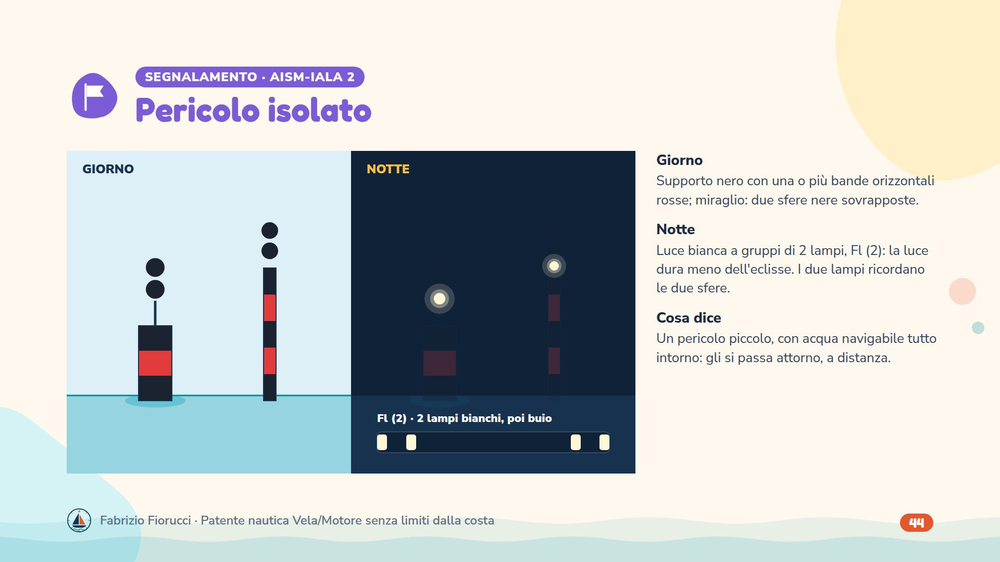 SEGNALAMENTO · AISM-IALA 2
Pericolo isolato
GIORNO
NOTTE
Fl (2) · 2 lampi bianchi, poi buio
Giorno
Supporto nero con una o più bande orizzontali
rosse; miraglio: due sfere nere sovrapposte.
Notte
Luce bianca a gruppi di 2 lampi, Fl (2): la luce
dura meno dell'eclisse. I due lampi ricordano
le due sfere.
Cosa dice
Un pericolo piccolo, con acqua navigabile tutto
intorno: gli si passa attorno, a distanza.
Fabrizio Fiorucci · Patente nautica Vela/Motore senza limiti dalla costa
44